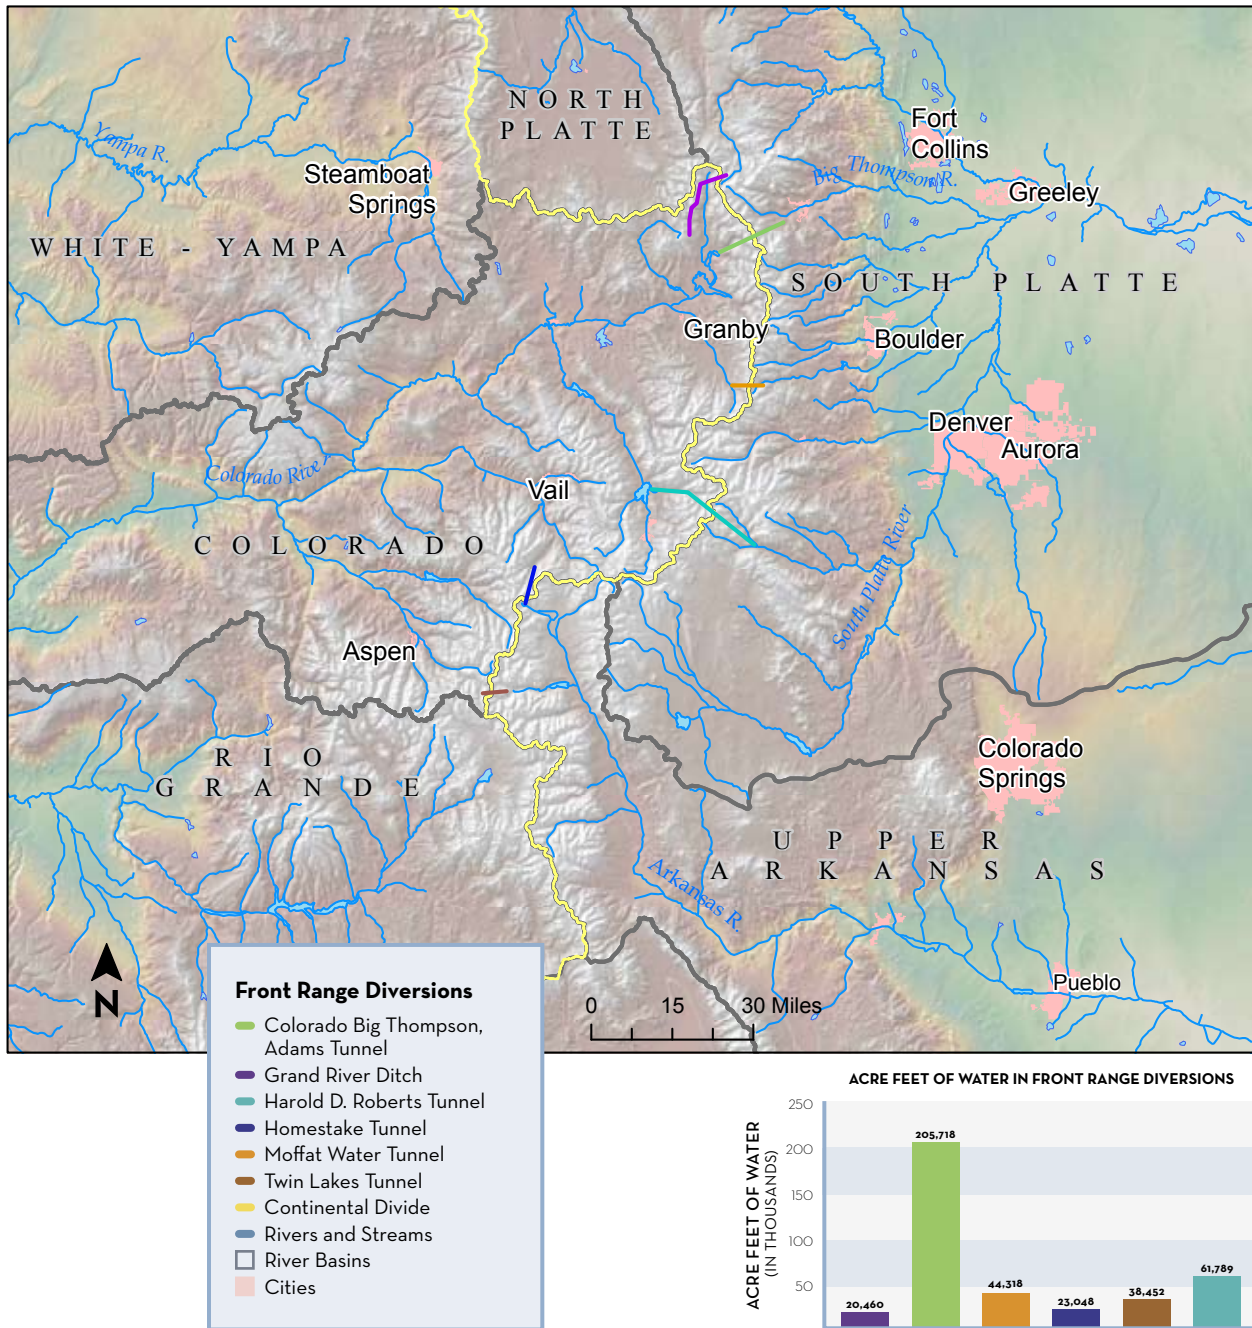 NORTH
PLATTE
Fort
Collins
Yampa R.
Steamboat
Springs
Big Thompson R.
Greeley
WHITE - YAMPA
SOUTH PLATTE
Granby
Boulder
Denver
Aurora
Colorado River
Vail
COLORADO
South Platte River
Aspen
Colorado
Springs
RIO
GRANDE
UPPER
ARKANSAS
Arkansas R.
Pueblo
N
0 15 30 Miles
Front Range Diversions
Colorado Big Thompson,
Adams Tunnel
Grand River Ditch
Harold D. Roberts Tunnel
Homestake Tunnel
Moffat Water Tunnel
Twin Lakes Tunnel
Continental Divide
Rivers and Streams
River Basins
Cities
ACRE FEET OF WATER IN FRONT RANGE DIVERSIONS
ACRE FEET OF WATER
(IN THOUSANDS)
250
200
150
100
50
20,460
205,718
44,318
23,048
38,452
61,789